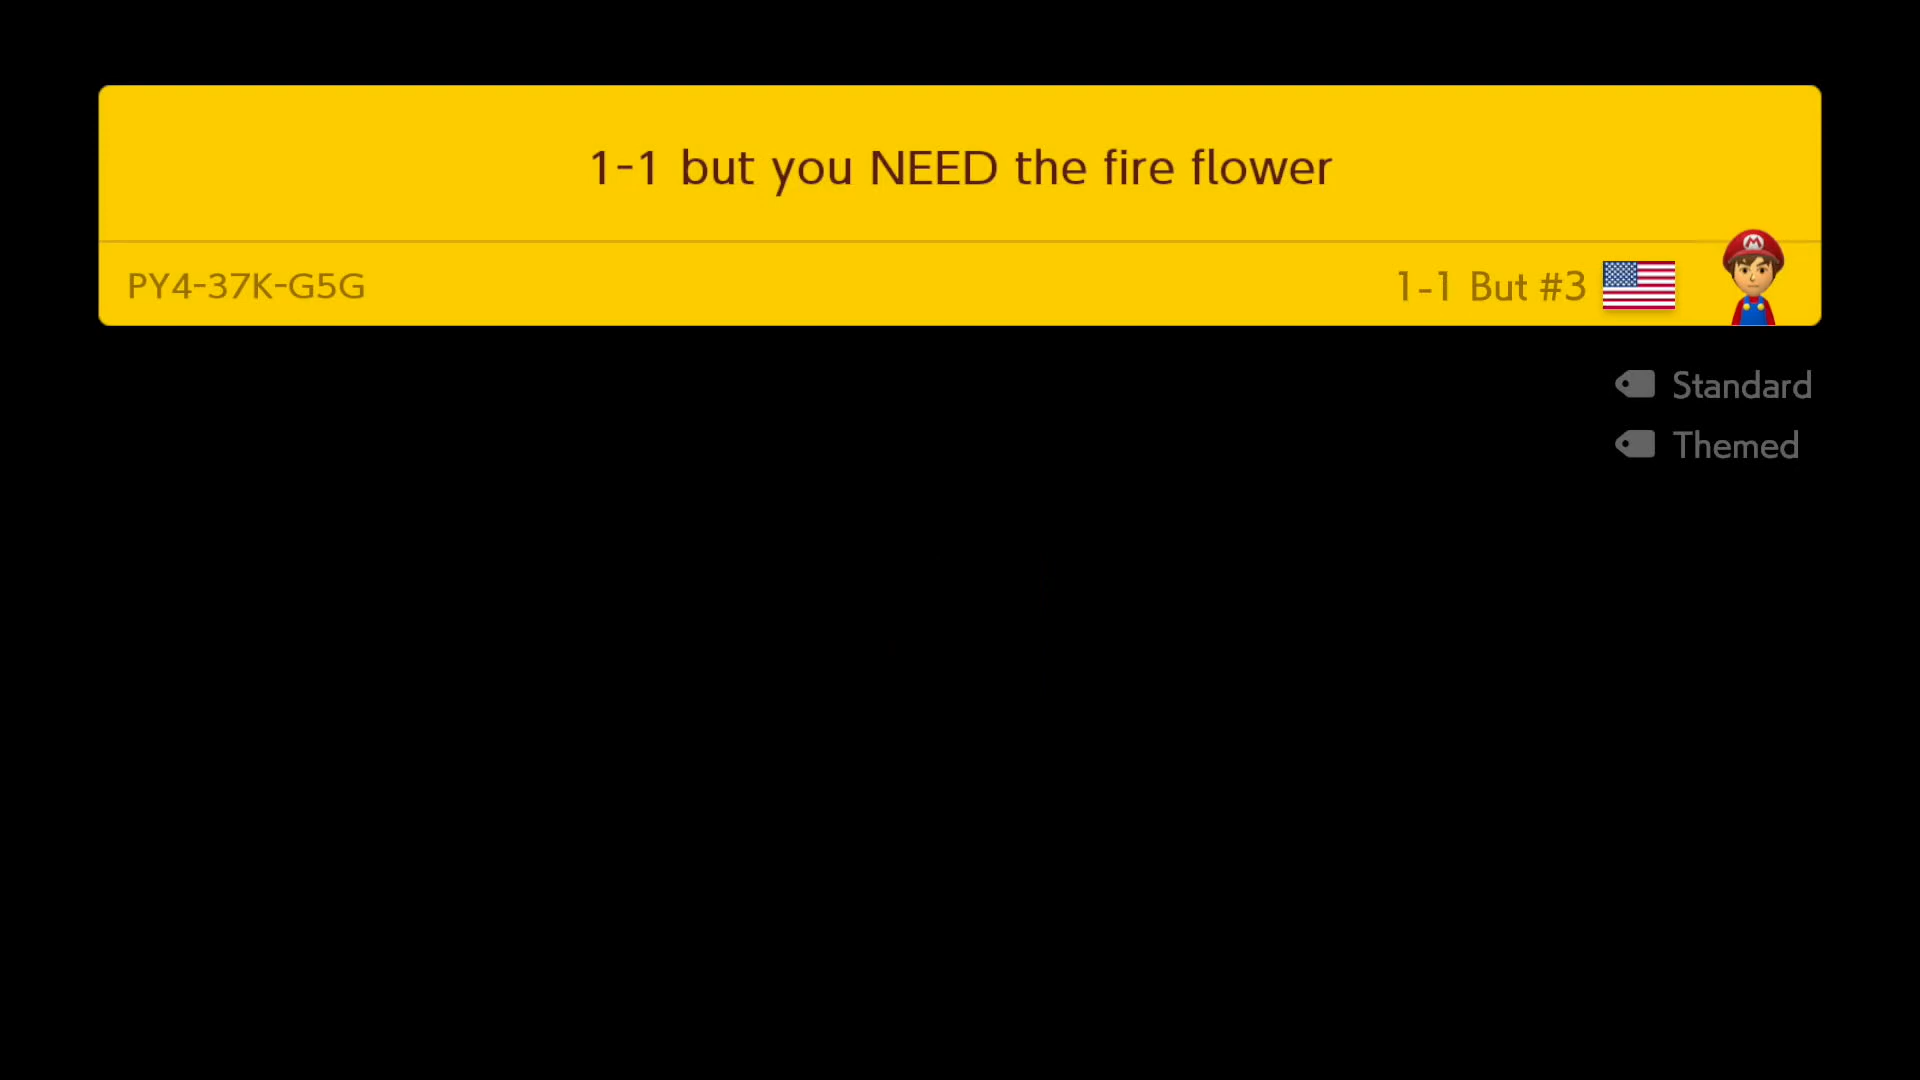 1-1 but you NEED the fire flower
PY4-37K-G5G
1-1 But #3
Standard
Themed